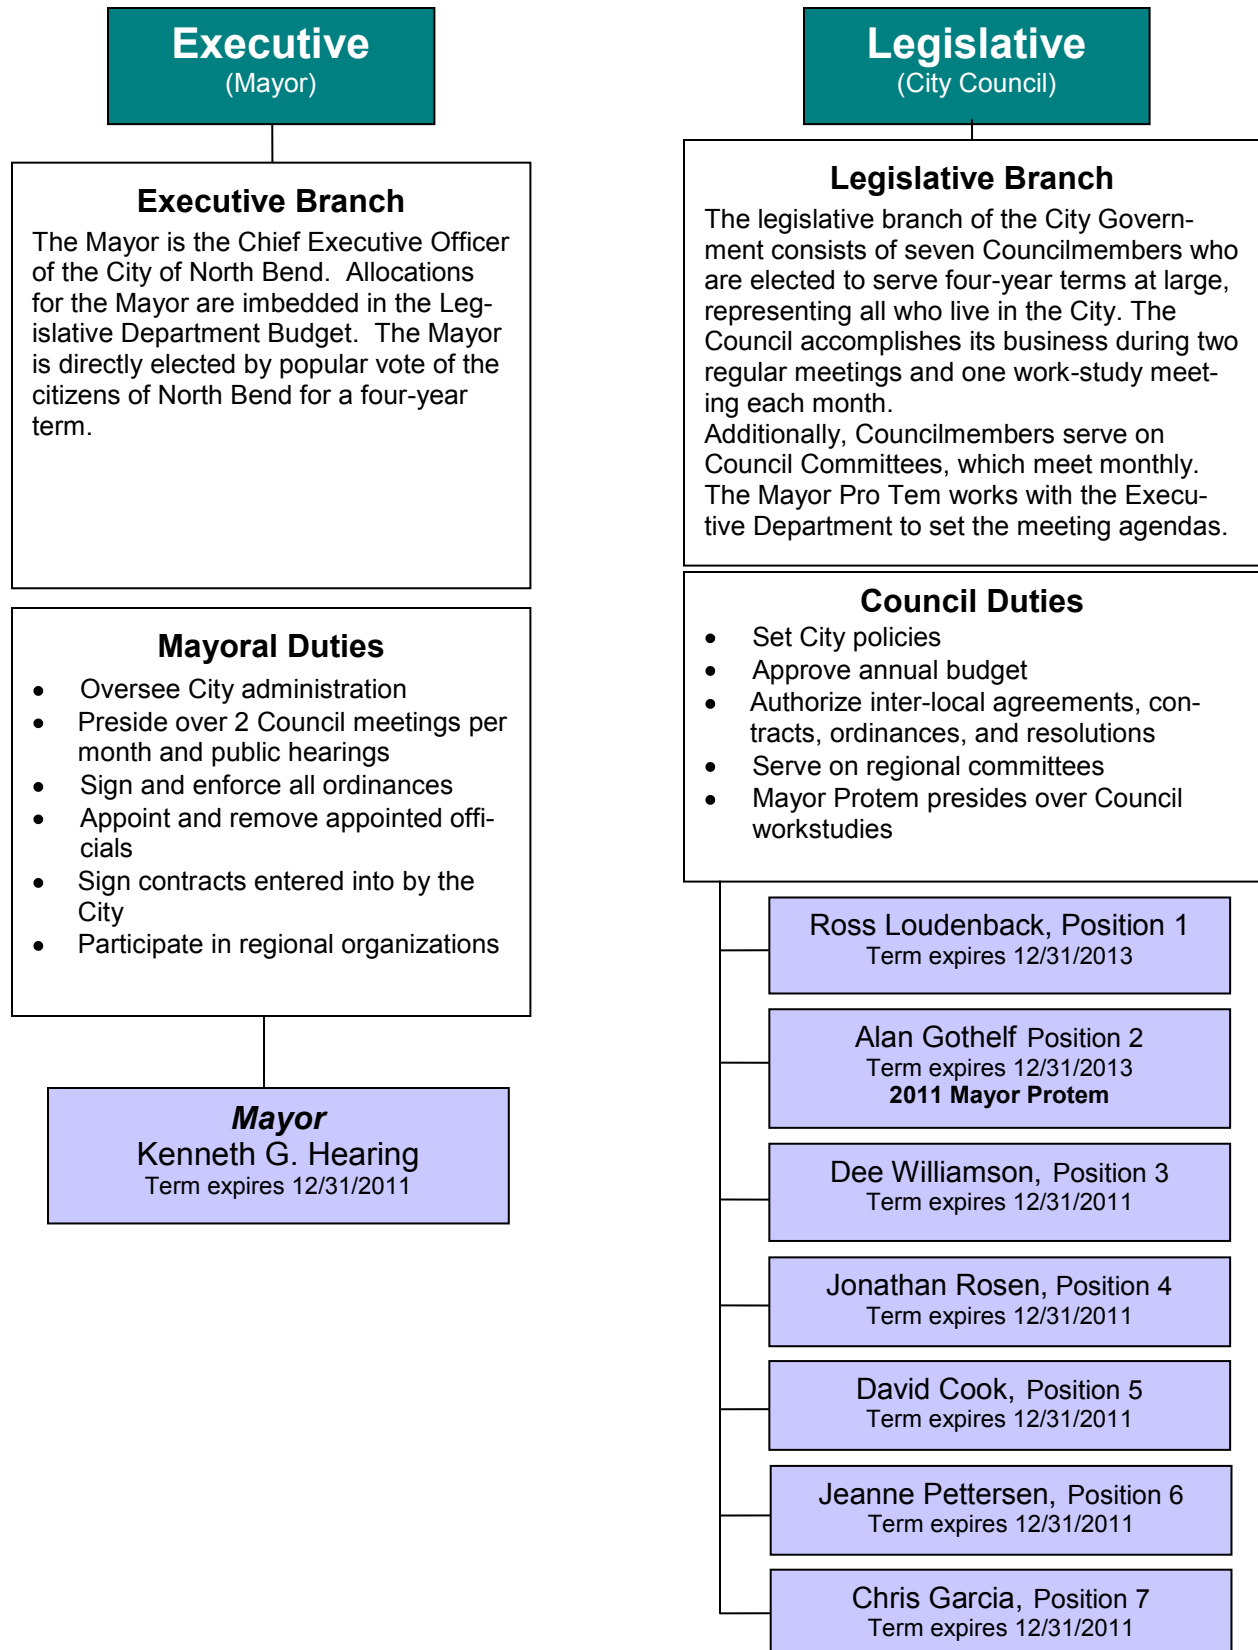 Executive
(Mayor)
Executive Branch
The Mayor is the Chief Executive Officer
of the City of North Bend.  Allocations
for the Mayor are imbedded in the Leg-
islative Department Budget.  The Mayor
is directly elected by popular vote of the
citizens of North Bend for a four-year
term.
Mayoral Duties
• Oversee City administration
• Preside over 2 Council meetings per
month and public hearings
• Sign and enforce all ordinances
• Appoint and remove appointed offi-
cials
• Sign contracts entered into by the
City
• Participate in regional organizations
Mayor
Kenneth G. Hearing
Term expires 12/31/2011
Legislative
(City Council)
Legislative Branch
The legislative branch of the City Govern-
ment consists of seven Councilmembers who
are elected to serve four-year terms at large,
representing all who live in the City. The
Council accomplishes its business during two
regular meetings and one work-study meet-
ing each month.
Additionally, Councilmembers serve on
Council Committees, which meet monthly.
The Mayor Pro Tem works with the Execu-
tive Department to set the meeting agendas.
Council Duties
• Set City policies
• Approve annual budget
• Authorize inter-local agreements, con-
tracts, ordinances, and resolutions
• Serve on regional committees
• Mayor Protem presides over Council
workstudies
Ross Loudenback, Position 1
Term expires 12/31/2013
Alan Gothelf Position 2
Term expires 12/31/2013
2011 Mayor Protem
Dee Williamson, Position 3
Term expires 12/31/2011
Jonathan Rosen, Position 4
Term expires 12/31/2011
David Cook, Position 5
Term expires 12/31/2011
Jeanne Pettersen, Position 6
Term expires 12/31/2011
Chris Garcia, Position 7
Term expires 12/31/2011